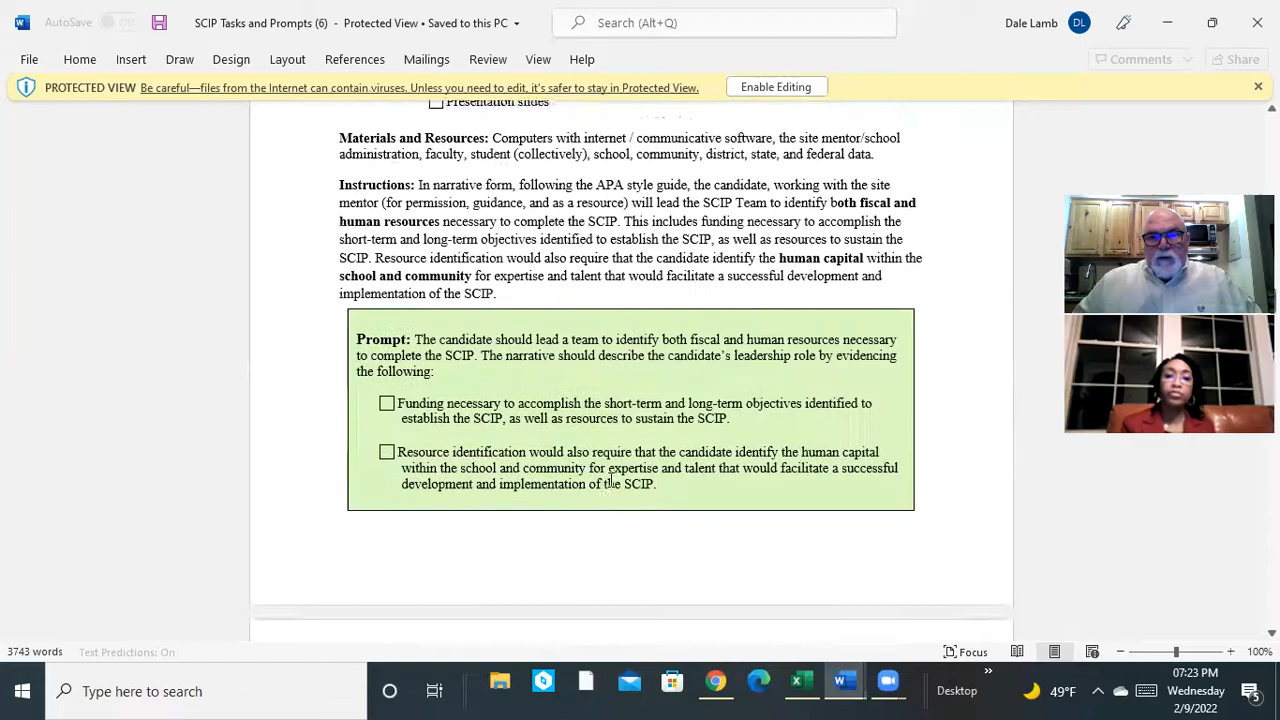 AutoSave Off
SCIP Tasks and Prompts (6) - Protected View • Saved to this PC
Search (Alt+Q)
Dale Lamb DL
File Home Insert Draw Design Layout References Mailings Review View Help
Comments Share
PROTECTED VIEW Be careful—files from the Internet can contain viruses. Unless you need to edit, it's safer to stay in Protected View. Enable Editing
Presentation slides
Materials and Resources: Computers with internet / communicative software, the site mentor/school
administration, faculty, student (collectively), school, community, district, state, and federal data.
Instructions: In narrative form, following the APA style guide, the candidate, working with the site
mentor (for permission, guidance, and as a resource) will lead the SCIP Team to identify both fiscal and
human resources necessary to complete the SCIP. This includes funding necessary to accomplish the
short-term and long-term objectives identified to establish the SCIP, as well as resources to sustain the
SCIP. Resource identification would also require that the candidate identify the human capital within the
school and community for expertise and talent that would facilitate a successful development and
implementation of the SCIP.
Prompt: The candidate should lead a team to identify both fiscal and human resources necessary
to complete the SCIP. The narrative should describe the candidate's leadership role by evidencing
the following:
Funding necessary to accomplish the short-term and long-term objectives identified to
establish the SCIP, as well as resources to sustain the SCIP.
Resource identification would also require that the candidate identify the human capital
within the school and community for expertise and talent that would facilitate a successful
development and implementation of the SCIP.
3743 words Text Predictions: On
Focus
100%
Type here to search
Desktop
49°F
07:23 PM
Wednesday
2/9/2022
5